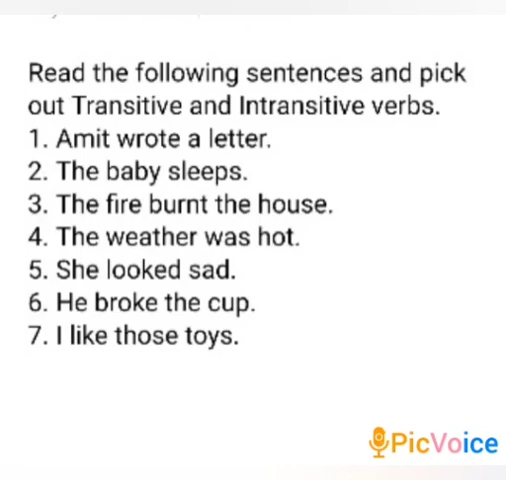 Read the following sentences and pick
out Transitive and Intransitive verbs.
1. Amit wrote a letter.
2. The baby sleeps.
3. The fire burnt the house.
4. The weather was hot.
5. She looked sad.
6. He broke the cup.
7. I like those toys.
PicVoice